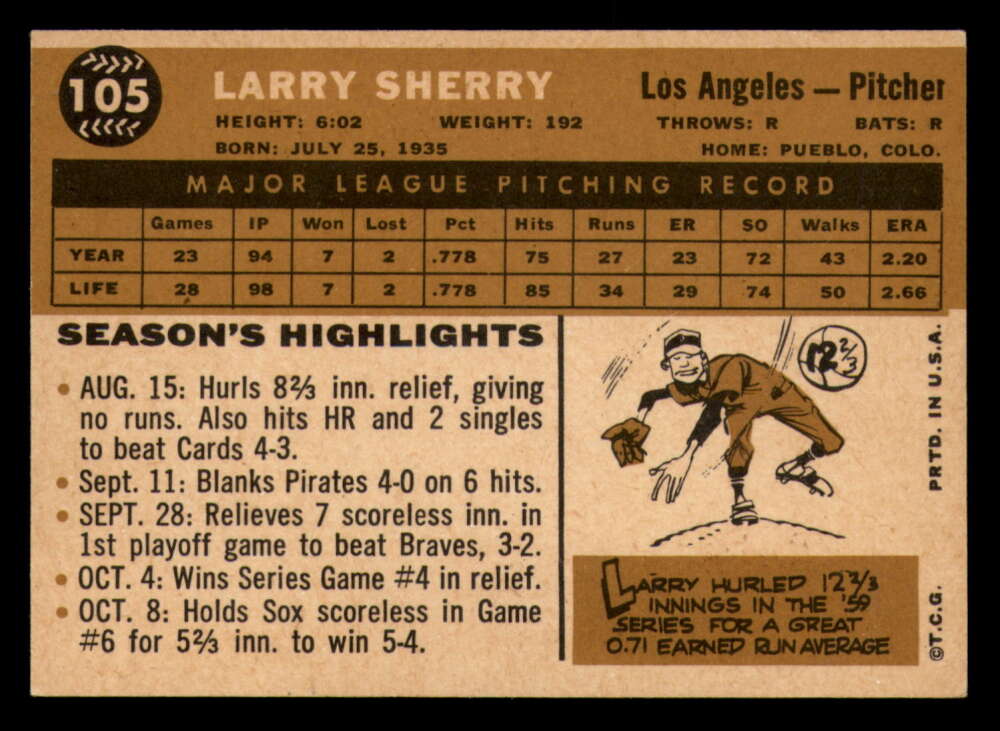 105
LARRY SHERRY
Los Angeles — Pitcher
HEIGHT: 6:02 WEIGHT: 192 THROWS: R BATS: R
BORN: JULY 25, 1935 HOME: PUEBLO, COLO.
MAJOR LEAGUE PITCHING RECORD
Games IP Won Lost Pct Hits Runs ER SO Walks ERA
YEAR 23 94 7 2 .778 75 27 23 72 43 2.20
LIFE 28 98 7 2 .778 85 34 29 74 50 2.66
SEASON'S HIGHLIGHTS
• AUG. 15: Hurls 8⅔ inn. relief, giving
no runs. Also hits HR and 2 singles
to beat Cards 4-3.
• Sept. 11: Blanks Pirates 4-0 on 6 hits.
• SEPT. 28: Relieves 7 scoreless inn. in
1st playoff game to beat Braves, 3-2.
• OCT. 4: Wins Series Game #4 in relief.
• OCT. 8: Holds Sox scoreless in Game
#6 for 5⅔ inn. to win 5-4.
12 2/3
LARRY HURLED 12 2/3
INNINGS IN THE '59
SERIES FOR A GREAT
0.71 EARNED RUN AVERAGE
©T.C.G. PRTD. IN U.S.A.